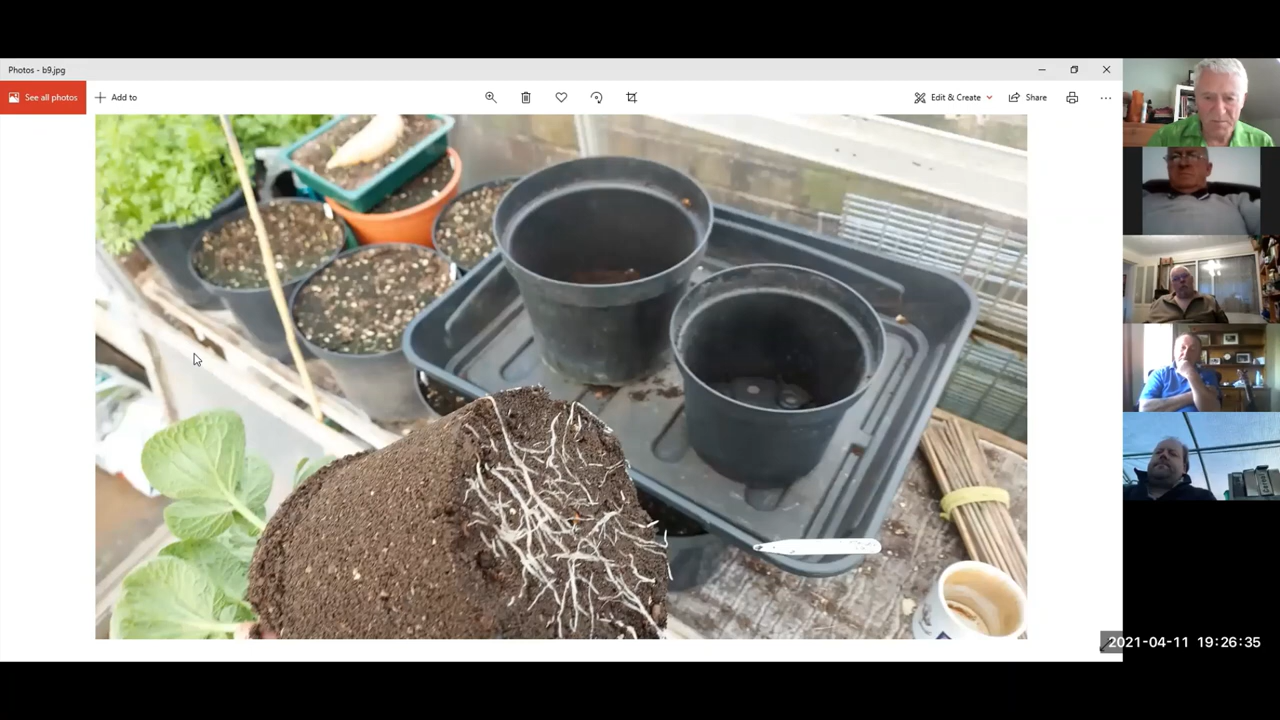 Photos - b9.jpg
See all photos
Add to
Edit & Create
Share
2021-04-11 19:26:35